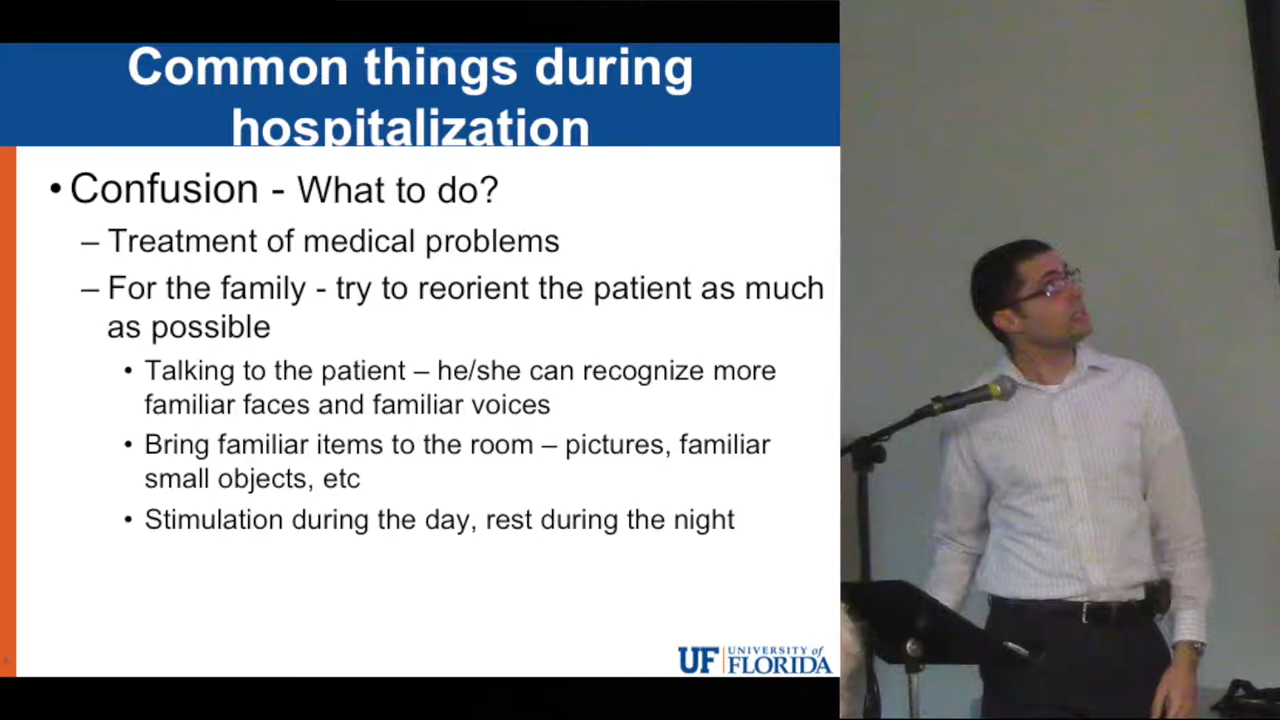 Common things during
hospitalization
• Confusion - What to do?
– Treatment of medical problems
– For the family - try to reorient the patient as much
as possible
• Talking to the patient – he/she can recognize more
familiar faces and familiar voices
• Bring familiar items to the room – pictures, familiar
small objects, etc
• Stimulation during the day, rest during the night
UF UNIVERSITY of
FLORIDA